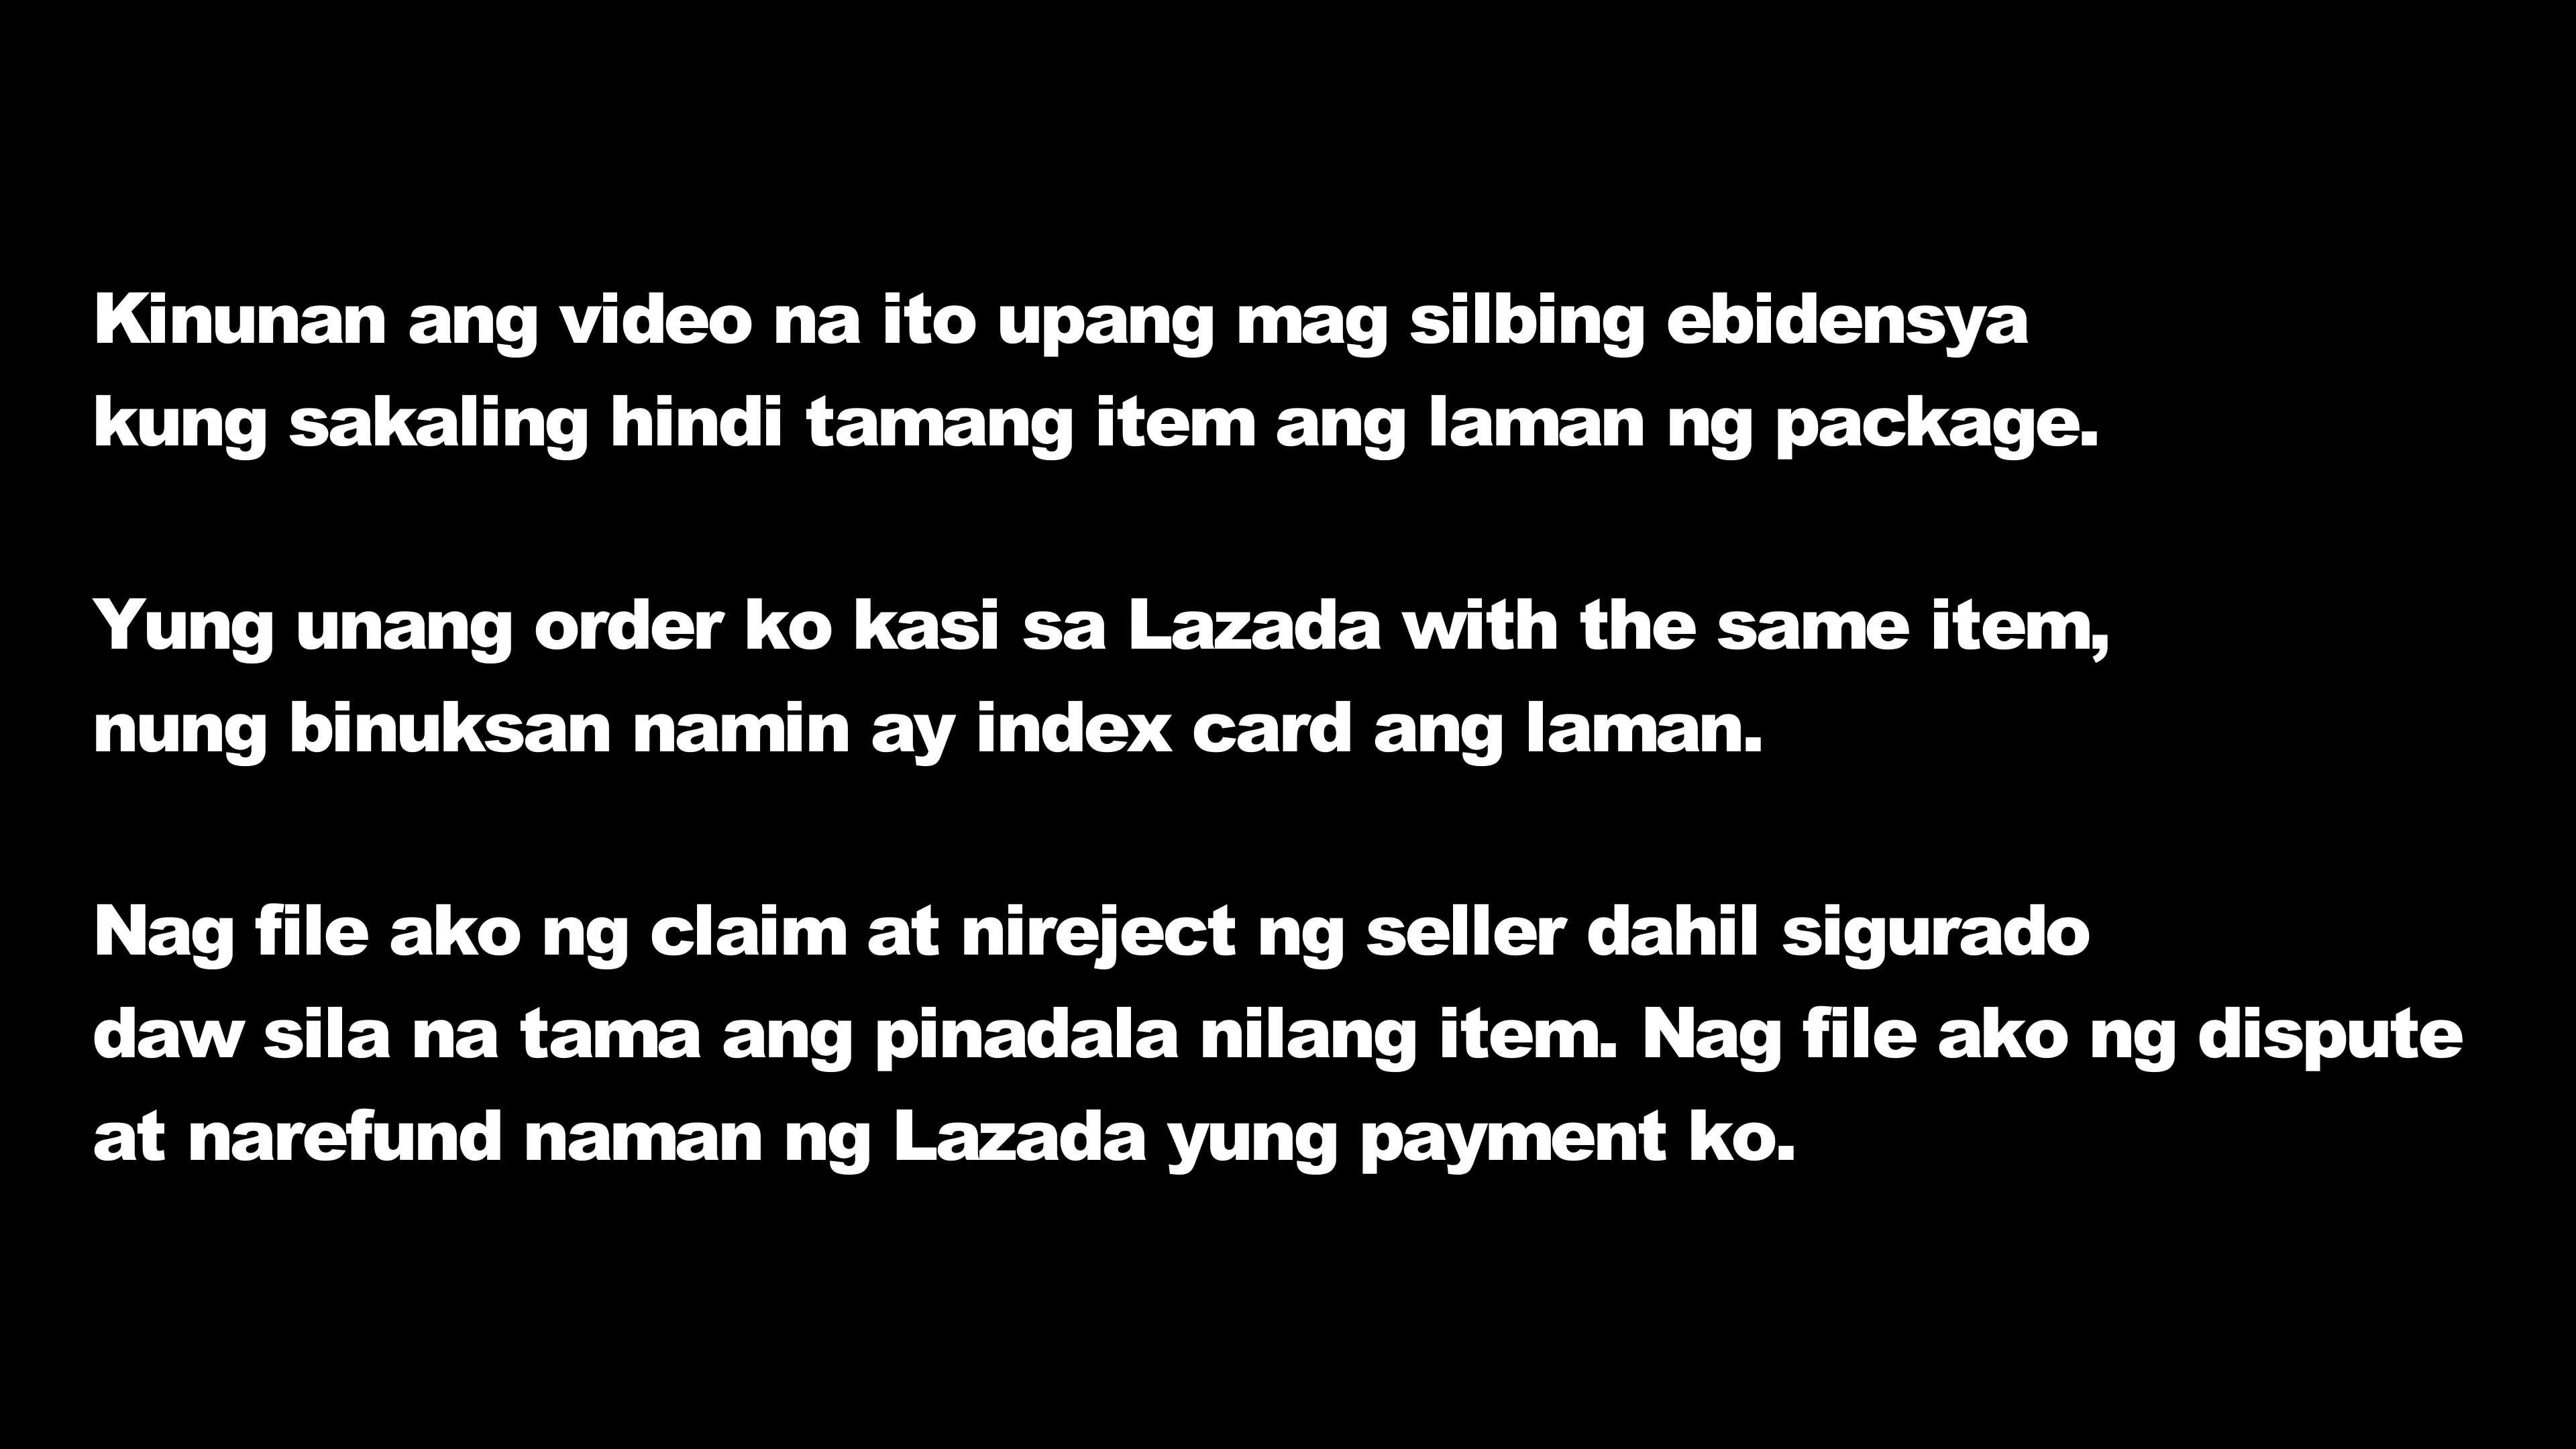 Kinunan ang video na ito upang mag silbing ebidensya
kung sakaling hindi tamang item ang laman ng package.
Yung unang order ko kasi sa Lazada with the same item,
nung binuksan namin ay index card ang laman.
Nag file ako ng claim at nireject ng seller dahil sigurado
daw sila na tama ang pinadala nilang item. Nag file ako ng dispute
at narefund naman ng Lazada yung payment ko.